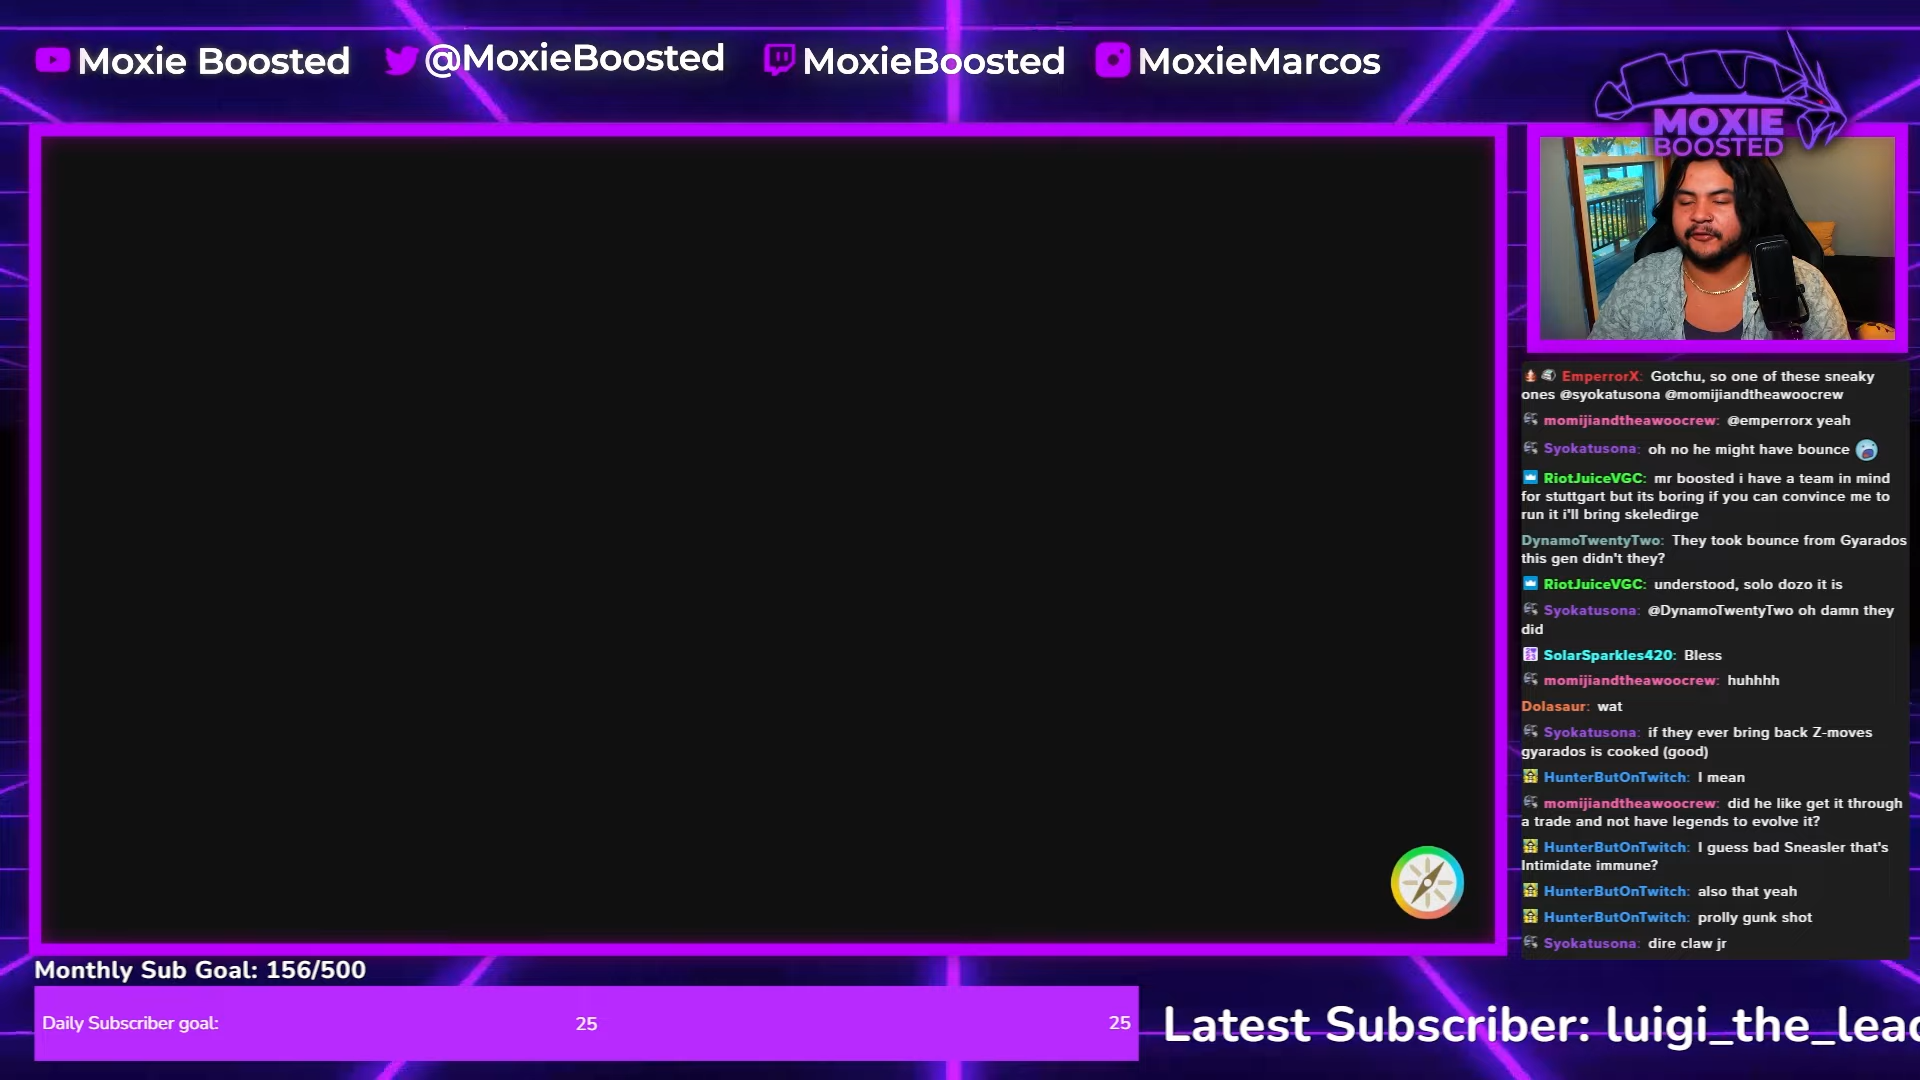 Moxie Boosted
@MoxieBoosted
MoxieBoosted
MoxieMarcos
MOXIE
BOOSTED
EmperrorX: Gotchu, so one of these sneaky
ones @syokatusona @momijiandtheawoocrew
momijiandtheawoocrew: @emperrorx yeah
Syokatusona: oh no he might have bounce
RiotJuiceVGC: mr boosted i have a team in mind
for stuttgart but its boring if you can convince me to
run it i'll bring skeledirge
DynamoTwentyTwo: They took bounce from Gyarados
this gen didn't they?
RiotJuiceVGC: understood, solo dozo it is
Syokatusona: @DynamoTwentyTwo oh damn they
did
SolarSparkles420: Bless
momijiandtheawoocrew: huhhhh
Dolasaur: wat
Syokatusona: if they ever bring back Z-moves
gyarados is cooked (good)
HunterButOnTwitch: I mean
momijiandtheawoocrew: did he like get it through
a trade and not have legends to evolve it?
HunterButOnTwitch: I guess bad Sneasler that's
Intimidate immune?
HunterButOnTwitch: also that yeah
HunterButOnTwitch: prolly gunk shot
Syokatusona: dire claw jr
Monthly Sub Goal: 156/500
Daily Subscriber goal: 25 25
Latest Subscriber: luigi_the_lea